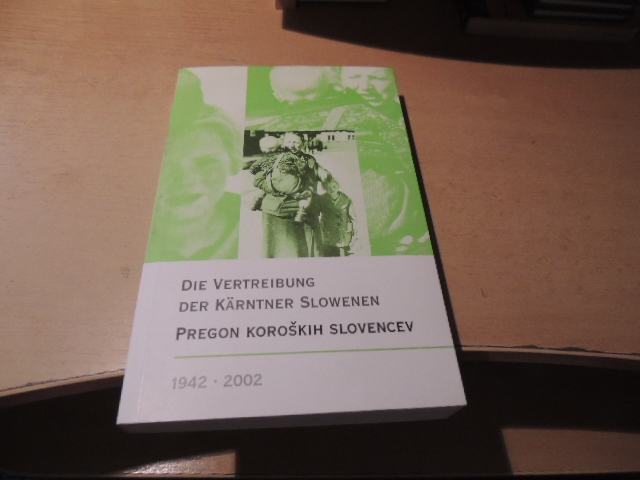 DIE VERTREIBUNG
DER KÄRNTNER SLOWENEN
PREGON KOROŠKIH SLOVENCEV
1942 · 2002